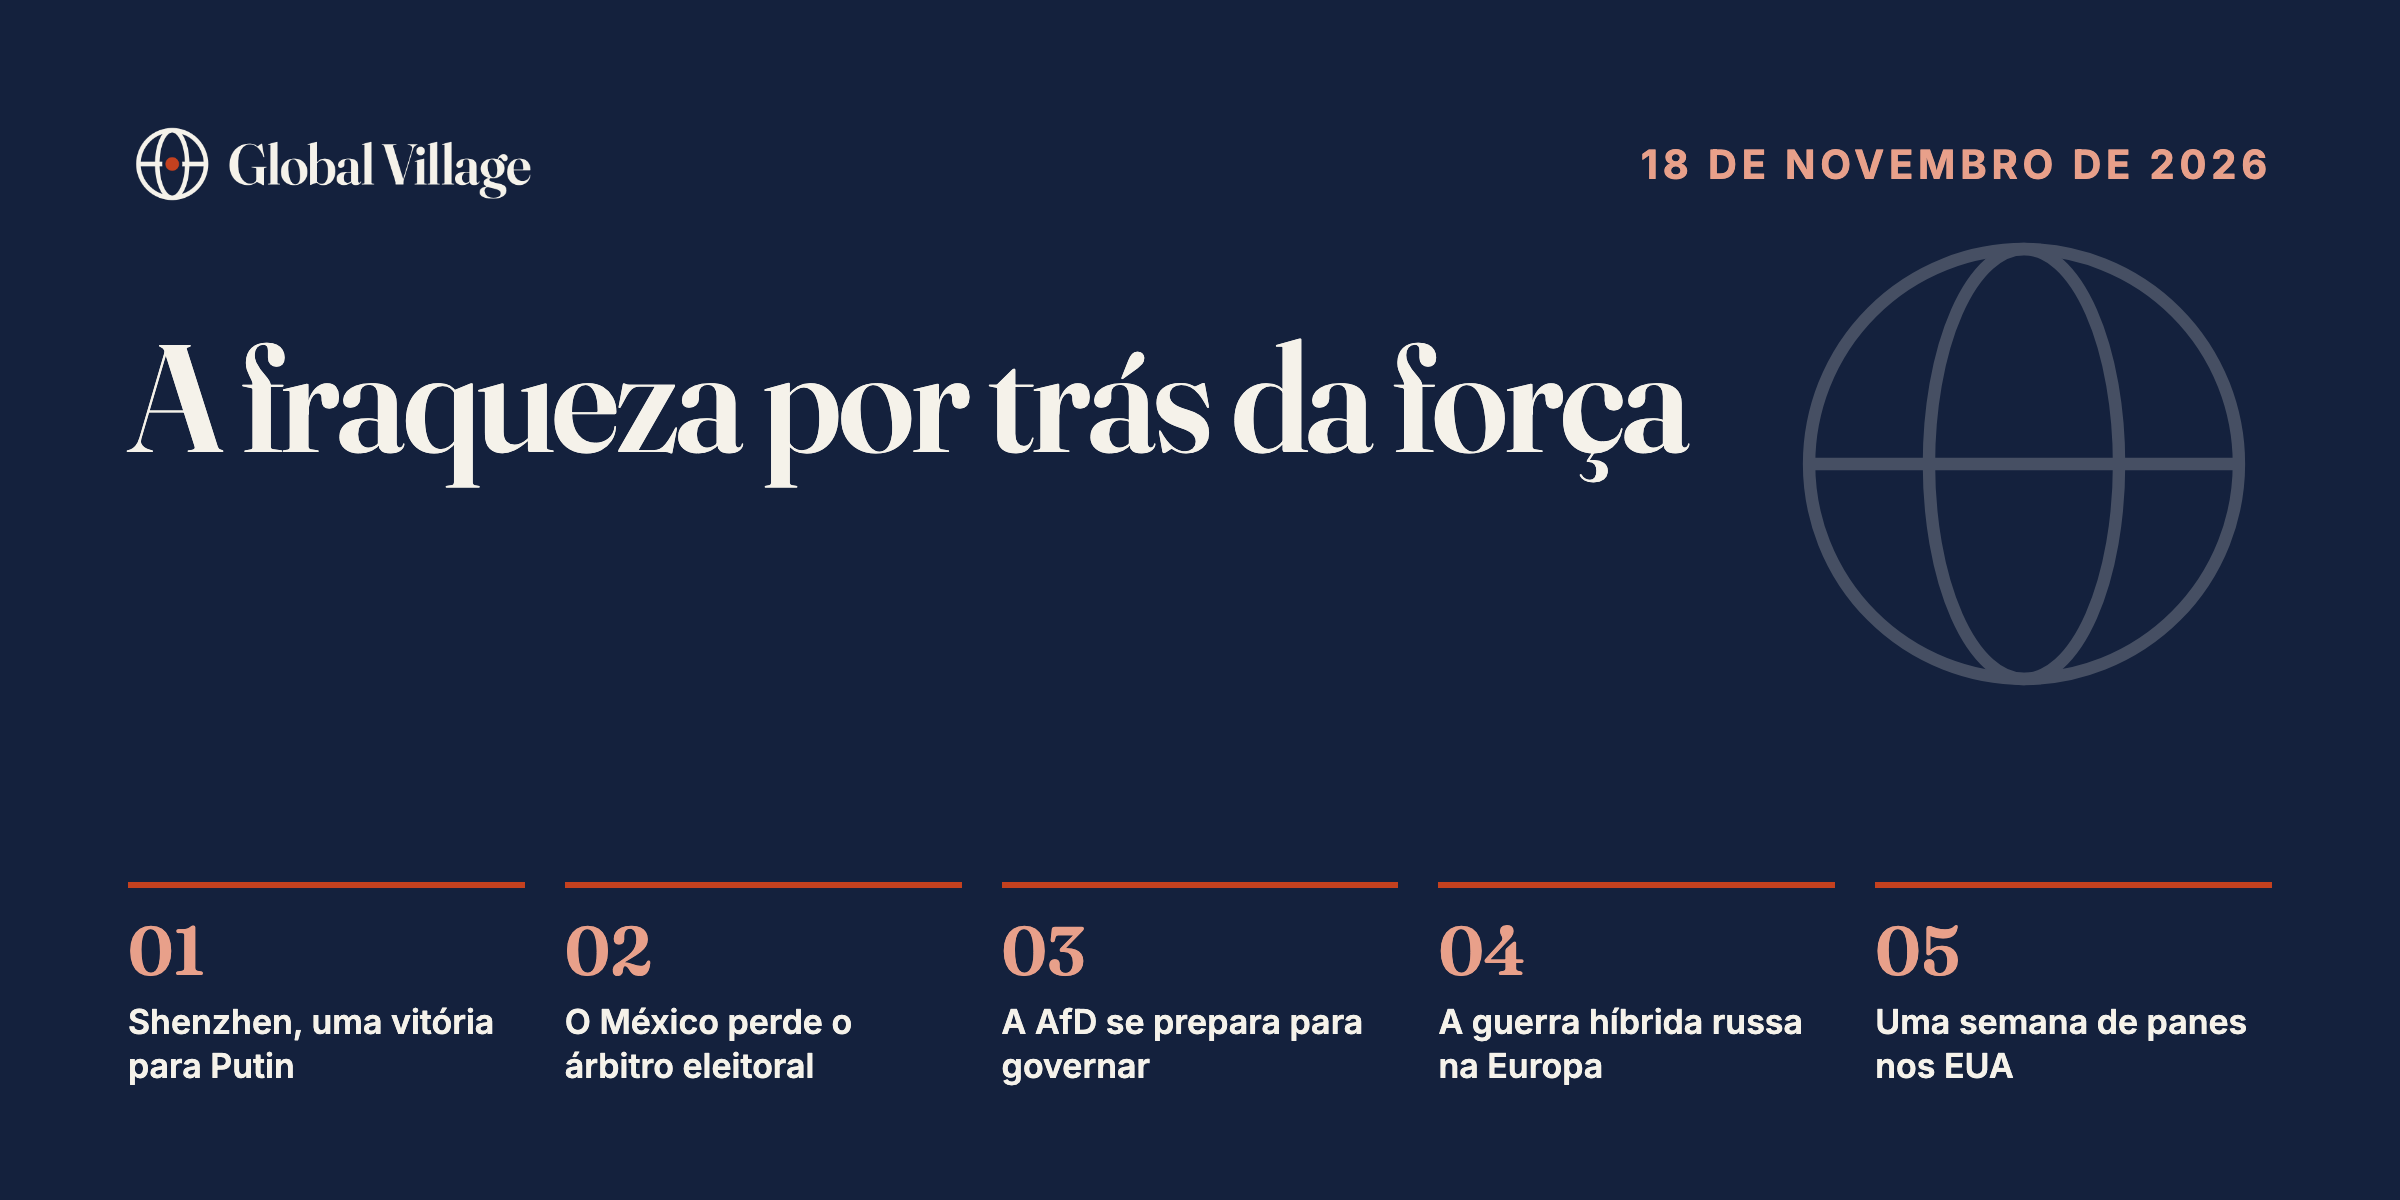 Global Village
18 DE NOVEMBRO DE 2026
A fraqueza por trás da força
01
Shenzhen, uma vitória
para Putin
02
O México perde o
árbitro eleitoral
03
A AfD se prepara para
governar
04
A guerra híbrida russa
na Europa
05
Uma semana de panes
nos EUA